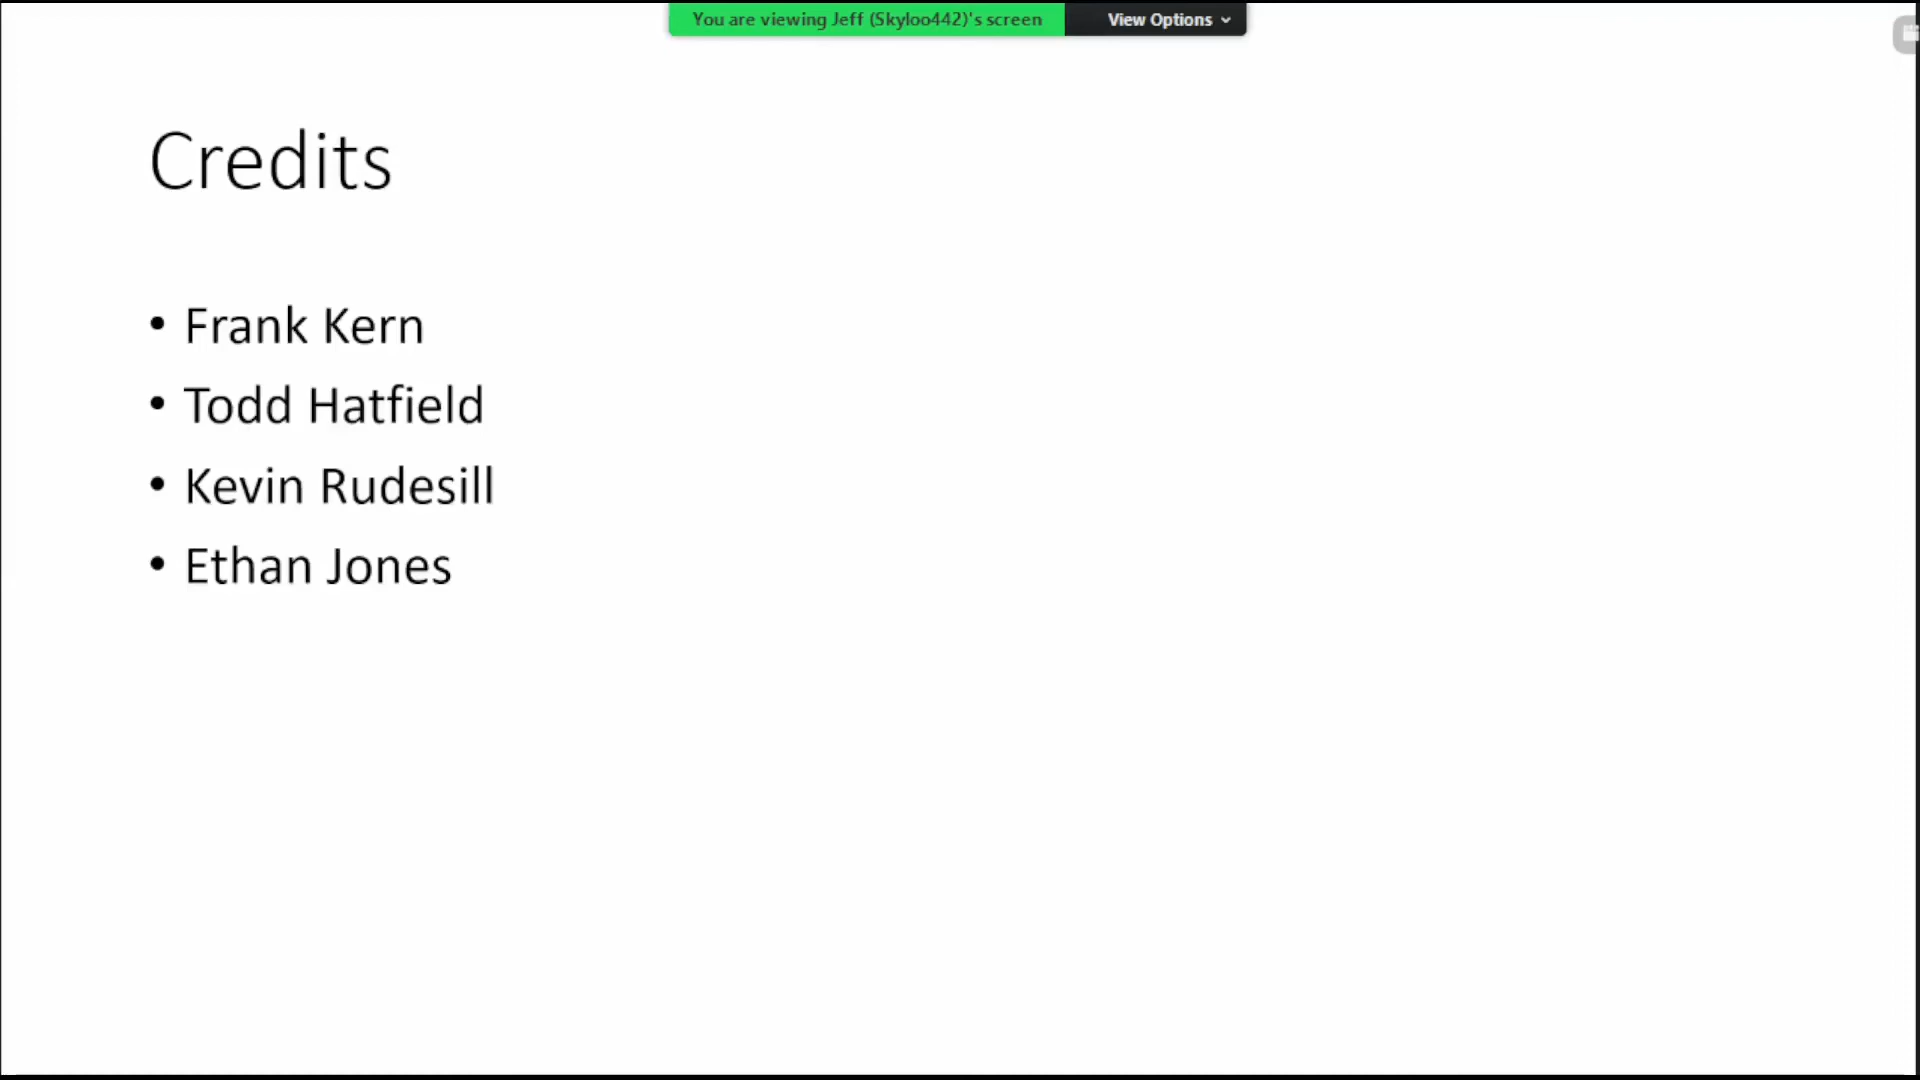 You are viewing Jeff (Skyloo442)'s screen
View Options
Credits
• Frank Kern
• Todd Hatfield
• Kevin Rudesill
• Ethan Jones